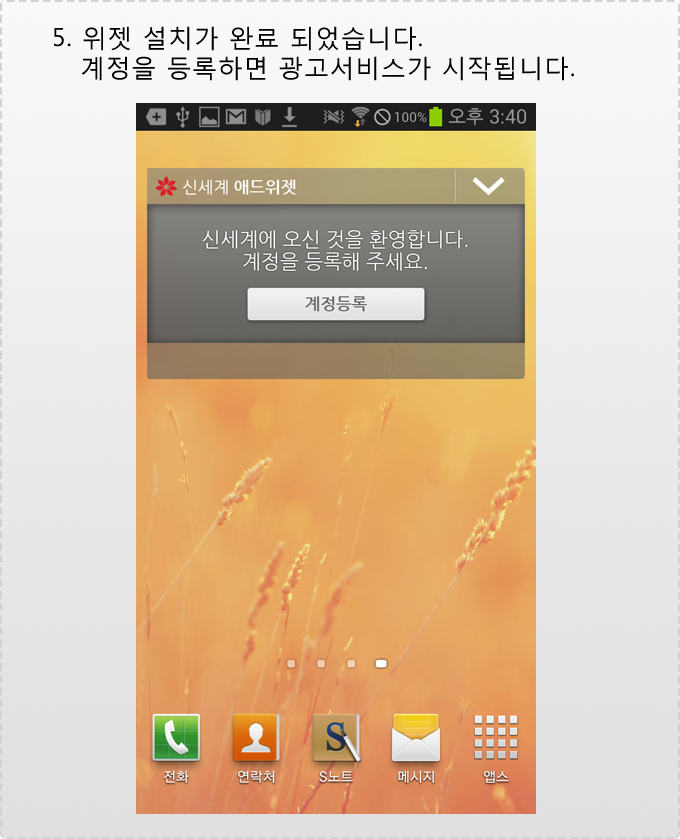 5. 위젯 설치가 완료 되었습니다.
계정을 등록하면 광고서비스가 시작됩니다.
100% 오후 3:40
신세계 애드위젯
신세계에 오신 것을 환영합니다.
계정을 등록해 주세요.
계정등록
S
전화 연락처 S노트 메시지 앱스